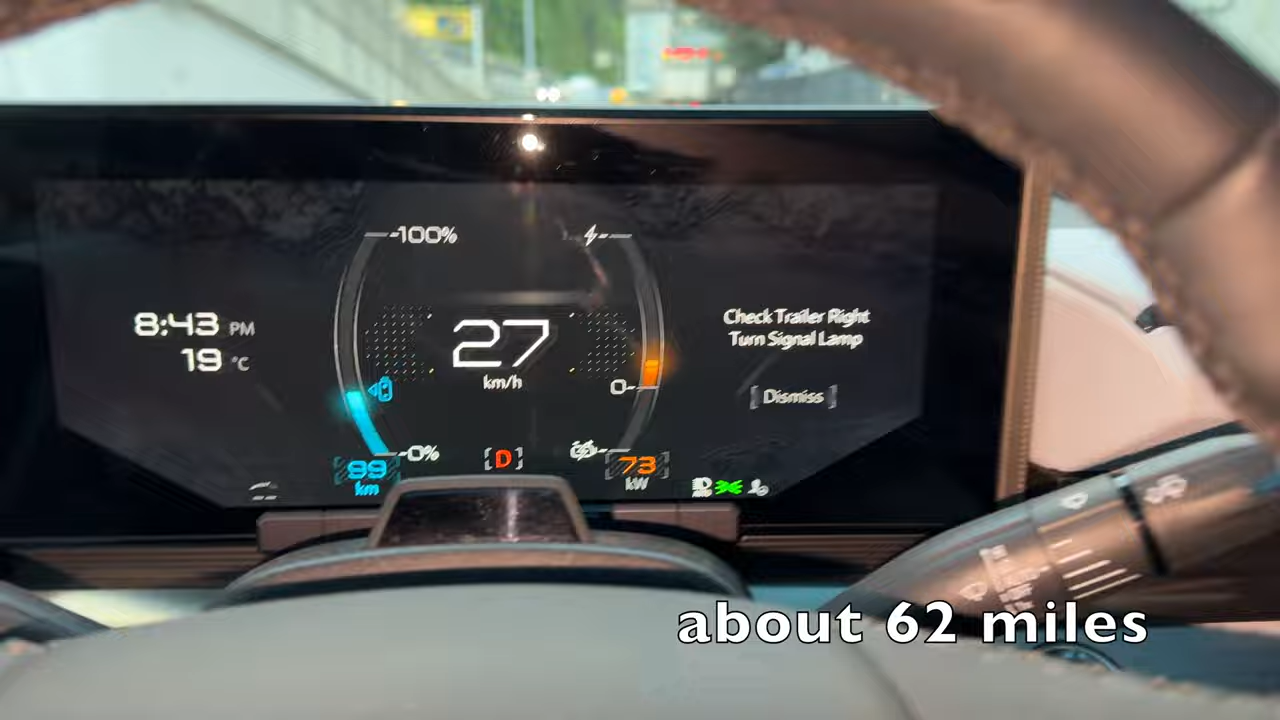 -100%
8:43 PM
19 °C
27
km/h
Check Trailer Right
Turn Signal Lamp
[Dismiss]
0-
-0%
[D]
99
km
73
kW
about 62 miles